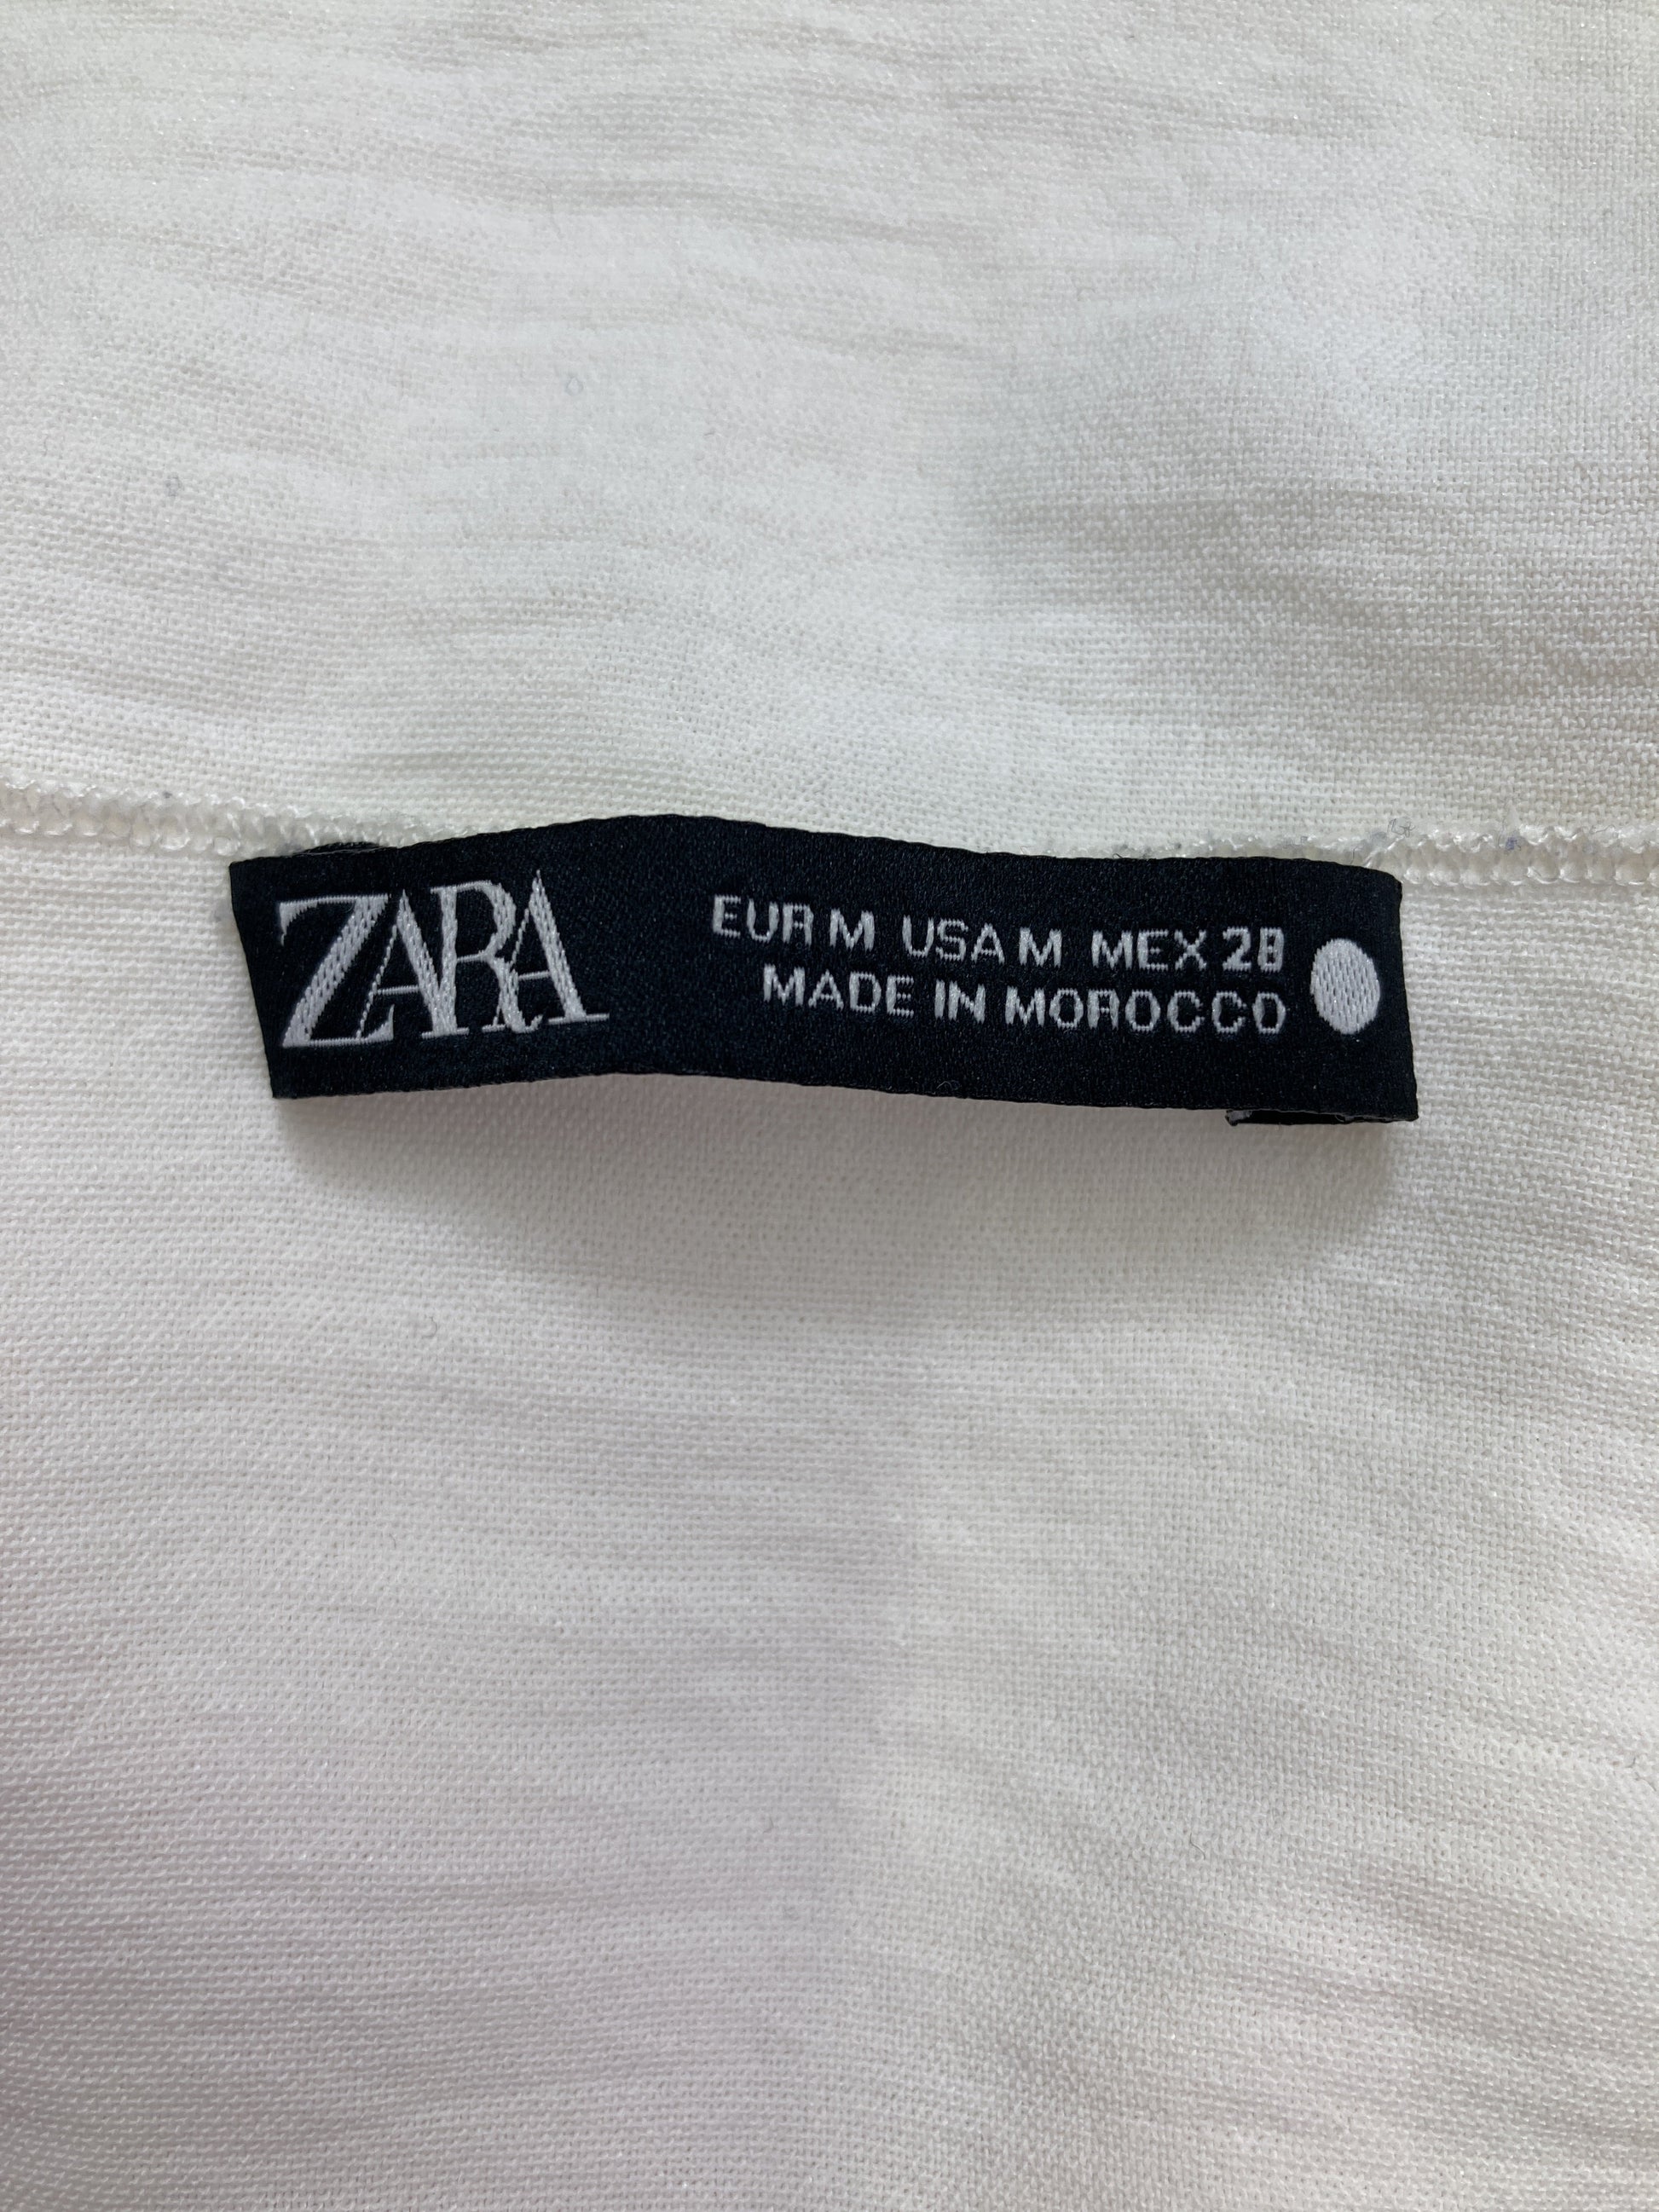 ZARA
EUR M USA M MEX 28
MADE IN MOROCCO